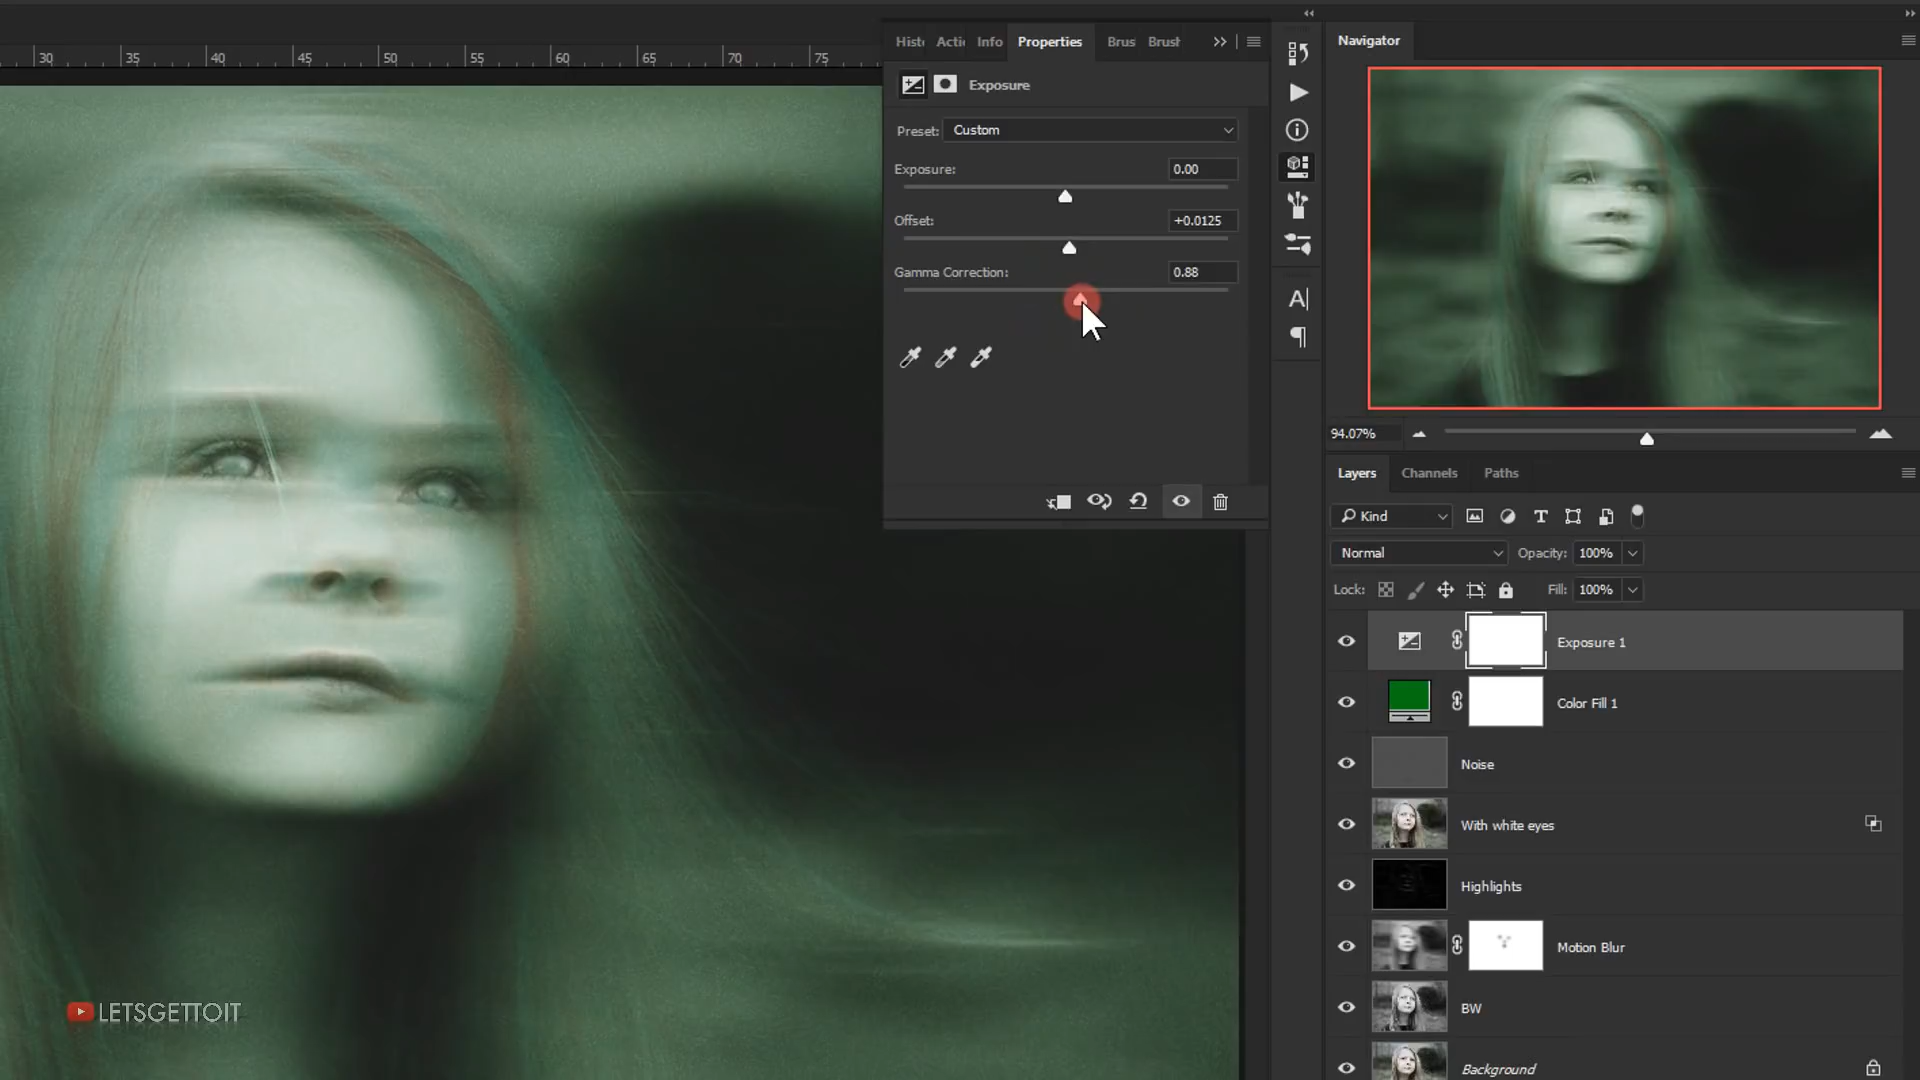 30 35 40 45 50 55 60 65 70 75
Hist Acti Info Properties Brus Brush
Exposure
Preset: Custom
Exposure: 0.00
Offset: +0.0125
Gamma Correction: 0.88
Navigator
94.07%
Layers Channels Paths
Kind
Normal Opacity: 100%
Lock: Fill: 100%
Exposure 1
Color Fill 1
Noise
With white eyes
Highlights
Motion Blur
BW
Background
LETSGETTOIT